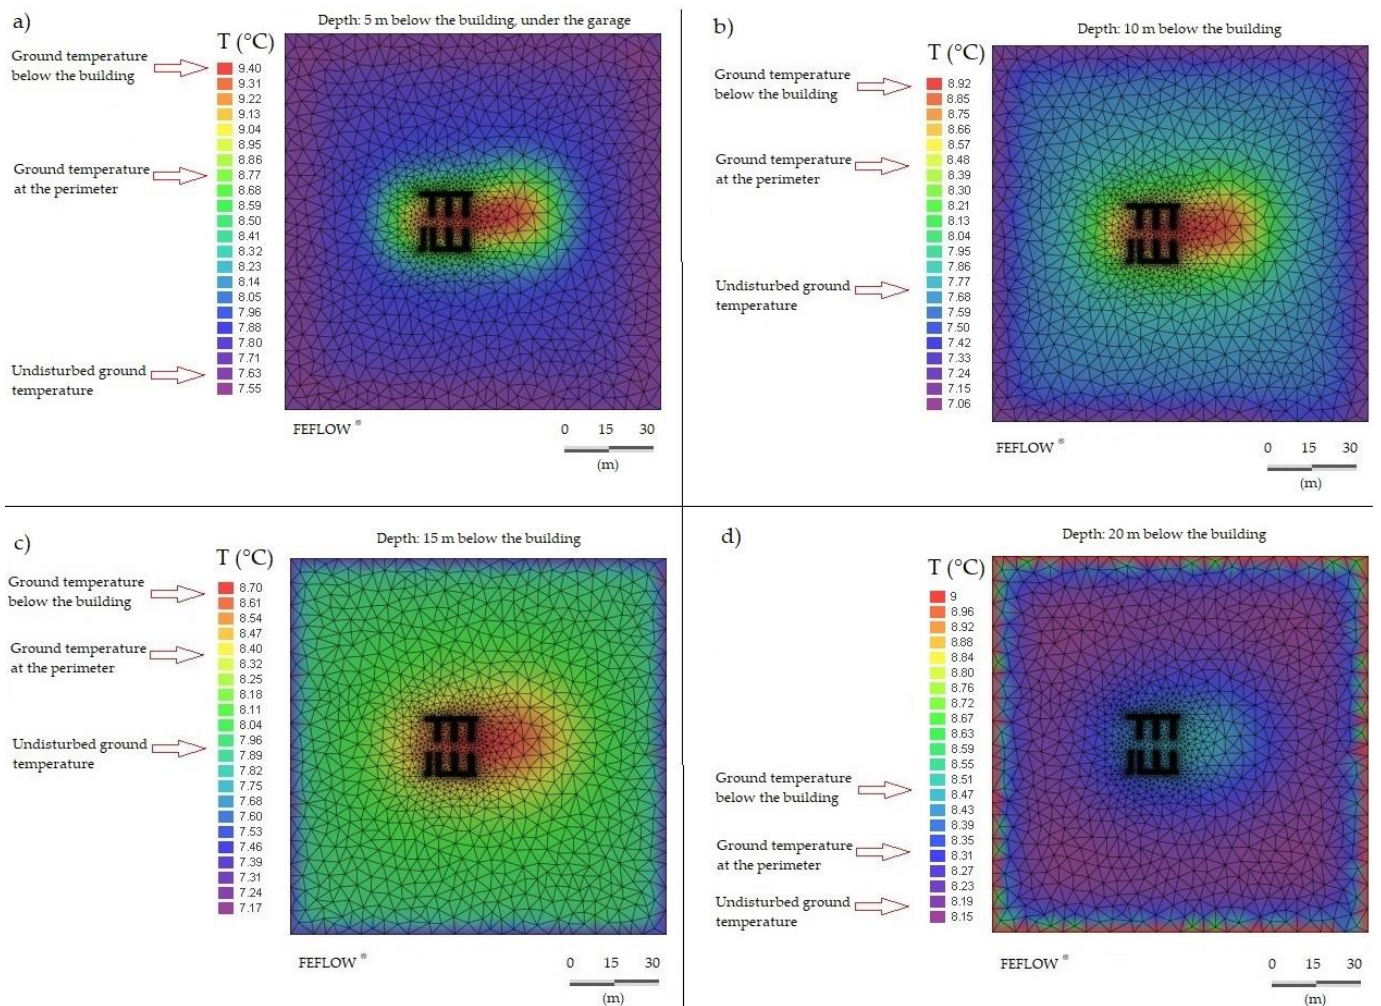 a)
Depth: 5 m below the building, under the garage
T (°C)
Ground temperature
below the building
Ground temperature
at the perimeter
Undisturbed ground
temperature
9.40
9.31
9.22
9.13
9.04
8.95
8.86
8.77
8.68
8.59
8.50
8.41
8.32
8.23
8.14
8.05
7.96
7.88
7.80
7.71
7.63
7.55
FEFLOW ®
0 15 30
(m)
b)
Depth: 10 m below the building
T (°C)
Ground temperature
below the building
Ground temperature
at the perimeter
Undisturbed ground
temperature
8.92
8.85
8.75
8.66
8.57
8.48
8.39
8.30
8.21
8.13
8.04
7.95
7.86
7.77
7.68
7.59
7.50
7.42
7.33
7.24
7.15
7.06
FEFLOW ®
0 15 30
(m)
c)
Depth: 15 m below the building
T (°C)
Ground temperature
below the building
Ground temperature
at the perimeter
Undisturbed ground
temperature
8.70
8.61
8.54
8.47
8.40
8.32
8.25
8.18
8.11
8.04
7.96
7.89
7.82
7.75
7.68
7.60
7.53
7.46
7.39
7.31
7.24
7.17
FEFLOW ®
0 15 30
(m)
d)
Depth: 20 m below the building
T (°C)
Ground temperature
below the building
Ground temperature
at the perimeter
Undisturbed ground
temperature
9
8.96
8.92
8.88
8.84
8.80
8.76
8.72
8.67
8.63
8.59
8.55
8.51
8.47
8.43
8.39
8.35
8.31
8.27
8.23
8.19
8.15
FEFLOW ®
0 15 30
(m)